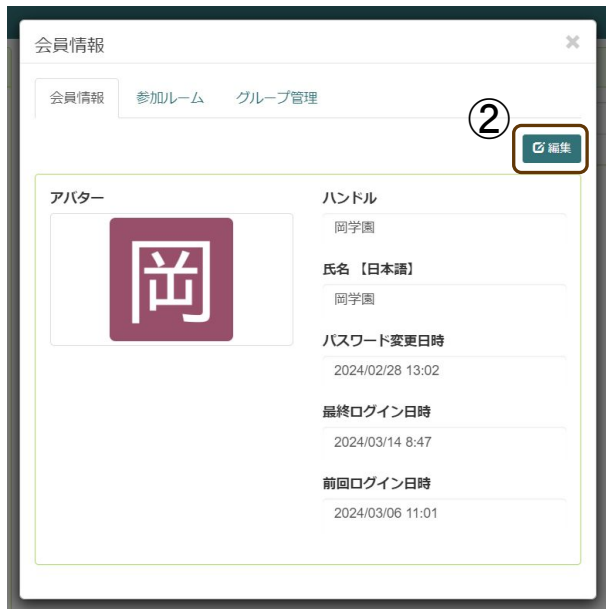 会員情報
会員情報 参加ルーム グループ管理
②
編集
アバター
岡
ハンドル
岡学園
氏名 【日本語】
岡学園
パスワード変更日時
2024/02/28 13:02
最終ログイン日時
2024/03/14 8:47
前回ログイン日時
2024/03/06 11:01